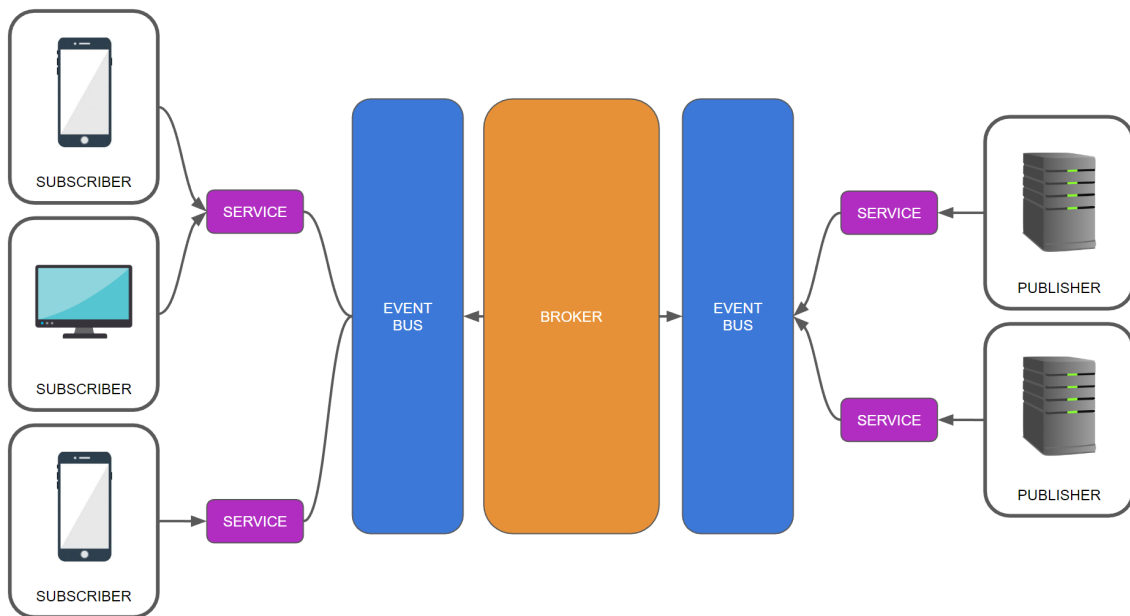 SUBSCRIBER
SERVICE
SUBSCRIBER
SUBSCRIBER
SERVICE
EVENT
BUS
BROKER
EVENT
BUS
SERVICE
PUBLISHER
SERVICE
PUBLISHER